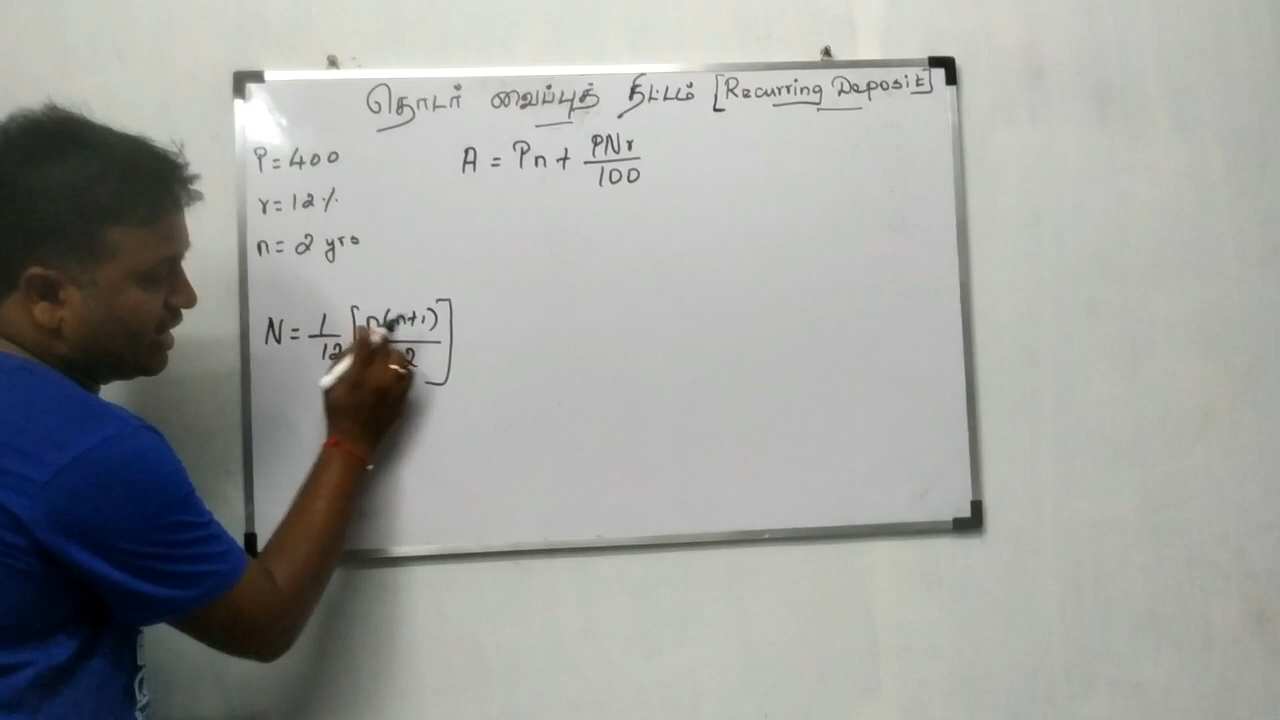 தொடர் வைப்புத் திட்டம் [Recurring Deposit]
P = 400
A = Pn + PNr/100
r = 12%
n = 2 yrs
N = 1/12 [n(n+1)/2]